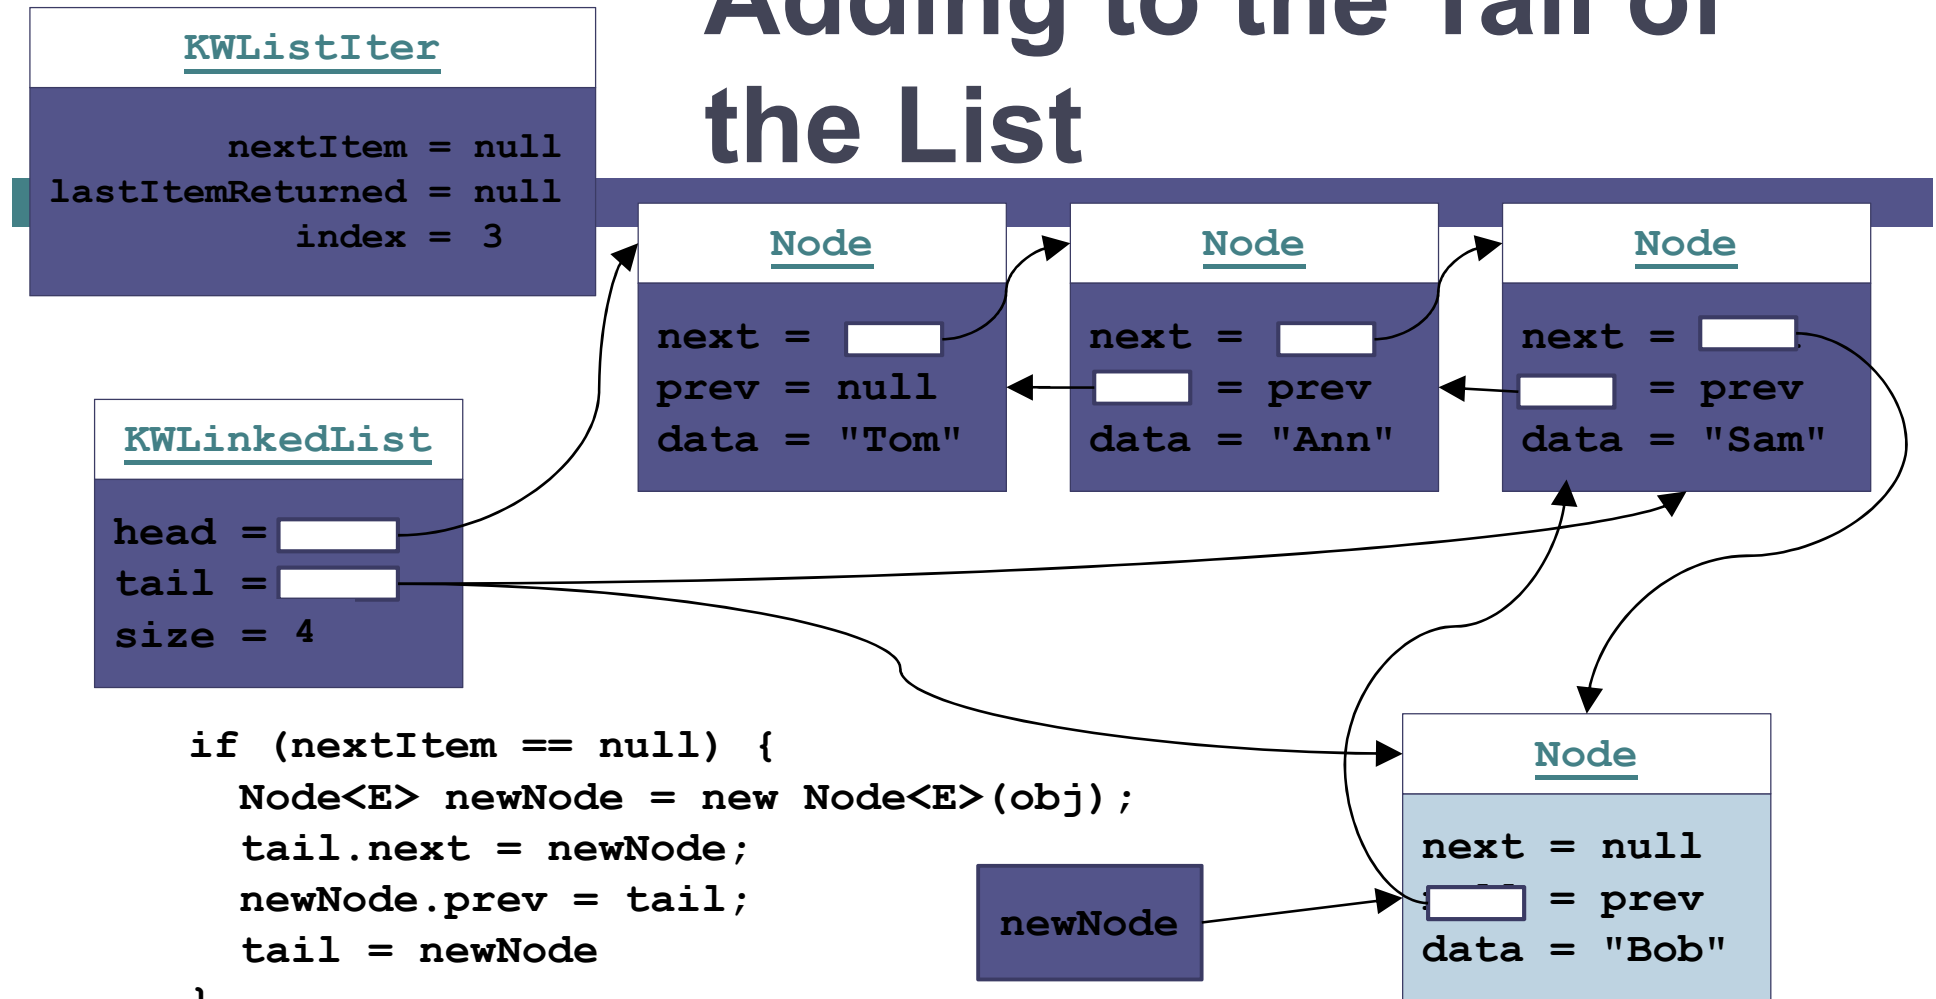 Adding to the Tail of
the List
KWListIter
nextItem = null
lastItemReturned = null
index = 3
Node
next =
prev = null
data = "Tom"
Node
next =
= prev
data = "Ann"
Node
next =
= prev
data = "Sam"
KWLinkedList
head =
tail =
size = 4
if (nextItem == null) {
Node<E> newNode = new Node<E>(obj);
tail.next = newNode;
newNode.prev = tail;
tail = newNode
}
newNode
Node
next = null
= prev
data = "Bob"